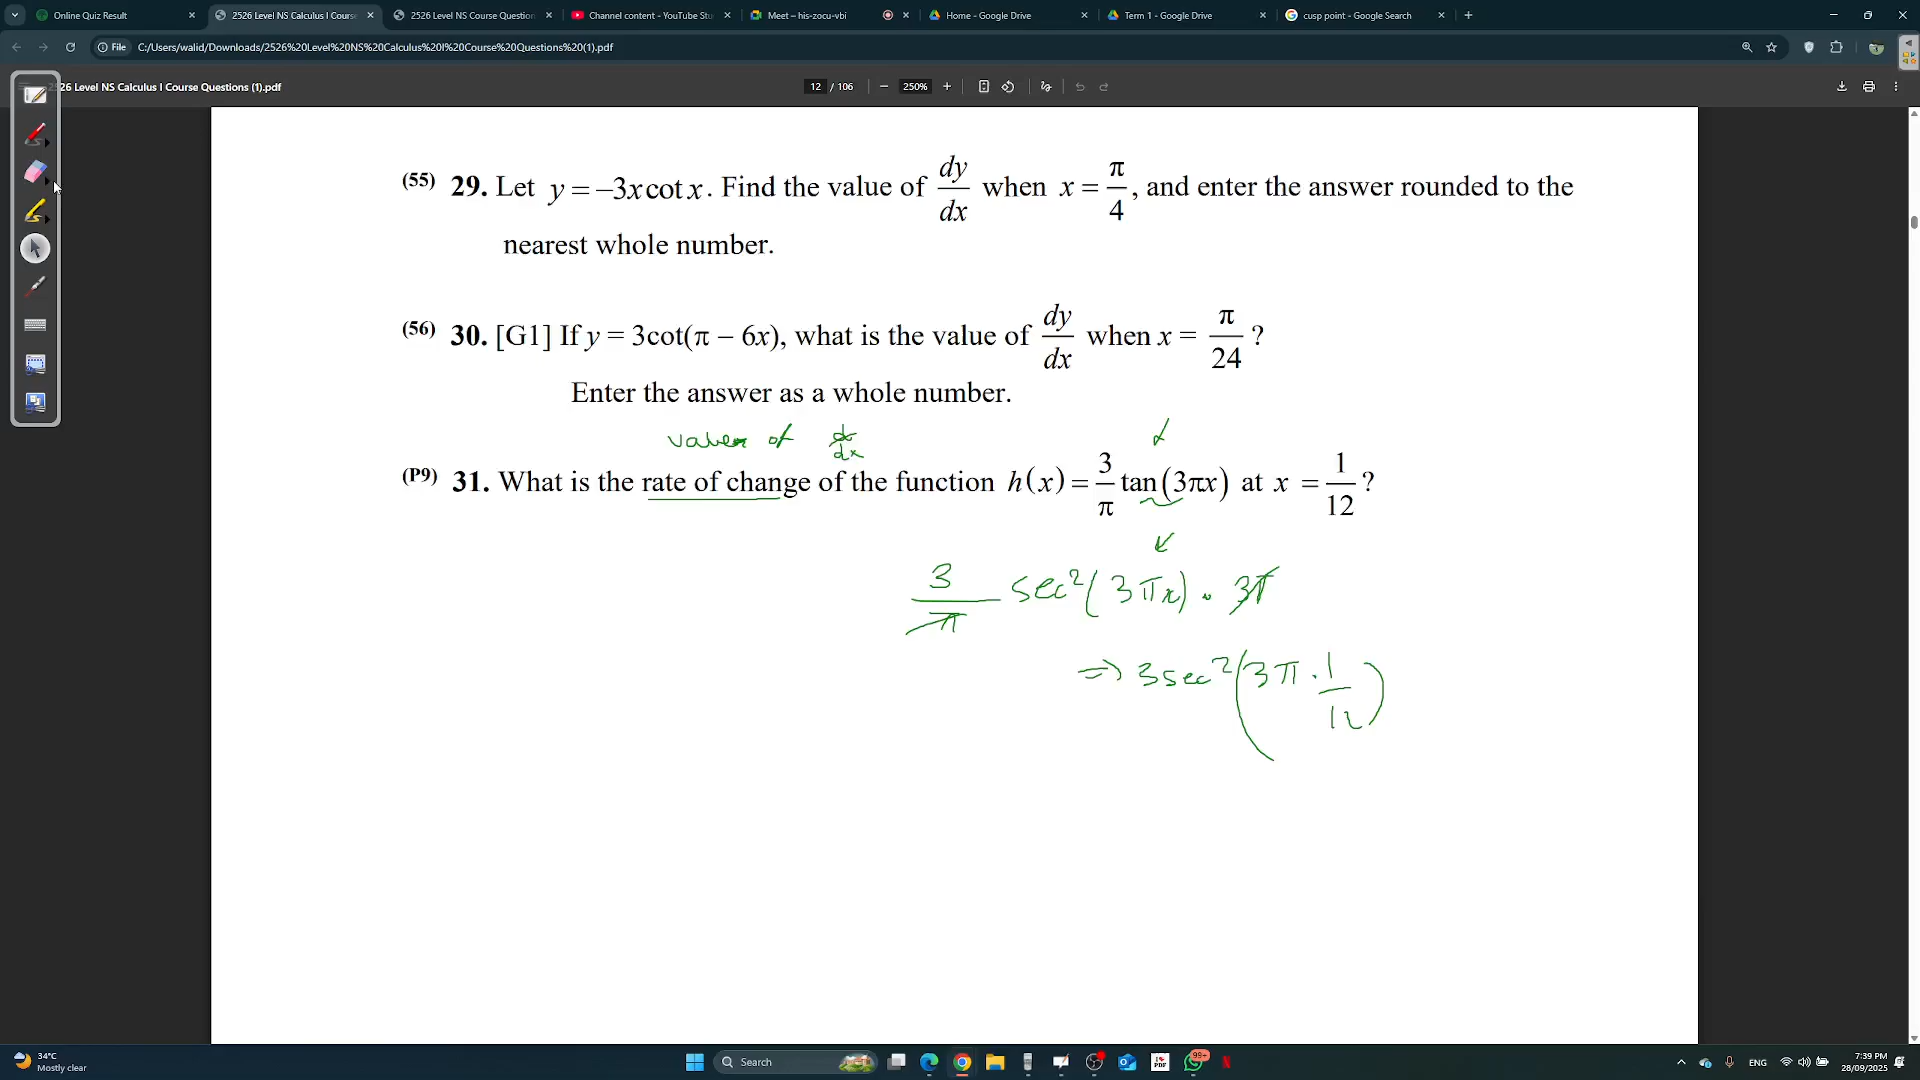 Online Quiz Result
2526 Level NS Calculus I Cours
2526 Level NS Course Question
Channel content - YouTube Stu
Meet – his-zocu-vbi
Home - Google Drive
Term 1 - Google Drive
cusp point - Google Search
File
C:/Users/walid/Downloads/2526%20Level%20NS%20Calculus%20I%20Course%20Questions%20(1).pdf
26 Level NS Calculus I Course Questions (1).pdf
12 / 106
250%
(55) 29. Let y = −3x cot x. Find the value of dy/dx when x = π/4, and enter the answer rounded to the
nearest whole number.
(56) 30. [G1] If y = 3cot(π − 6x), what is the value of dy/dx when x = π/24 ?
Enter the answer as a whole number.
value of d/dx
(P9) 31. What is the rate of change of the function h(x) = 3/π tan(3πx) at x = 1/12 ?
3/π sec²(3πx) · 3π
⇒ 3sec²(3π · 1/12)
34°C
Mostly clear
Search
99+
ENG
7:39 PM
28/09/2025